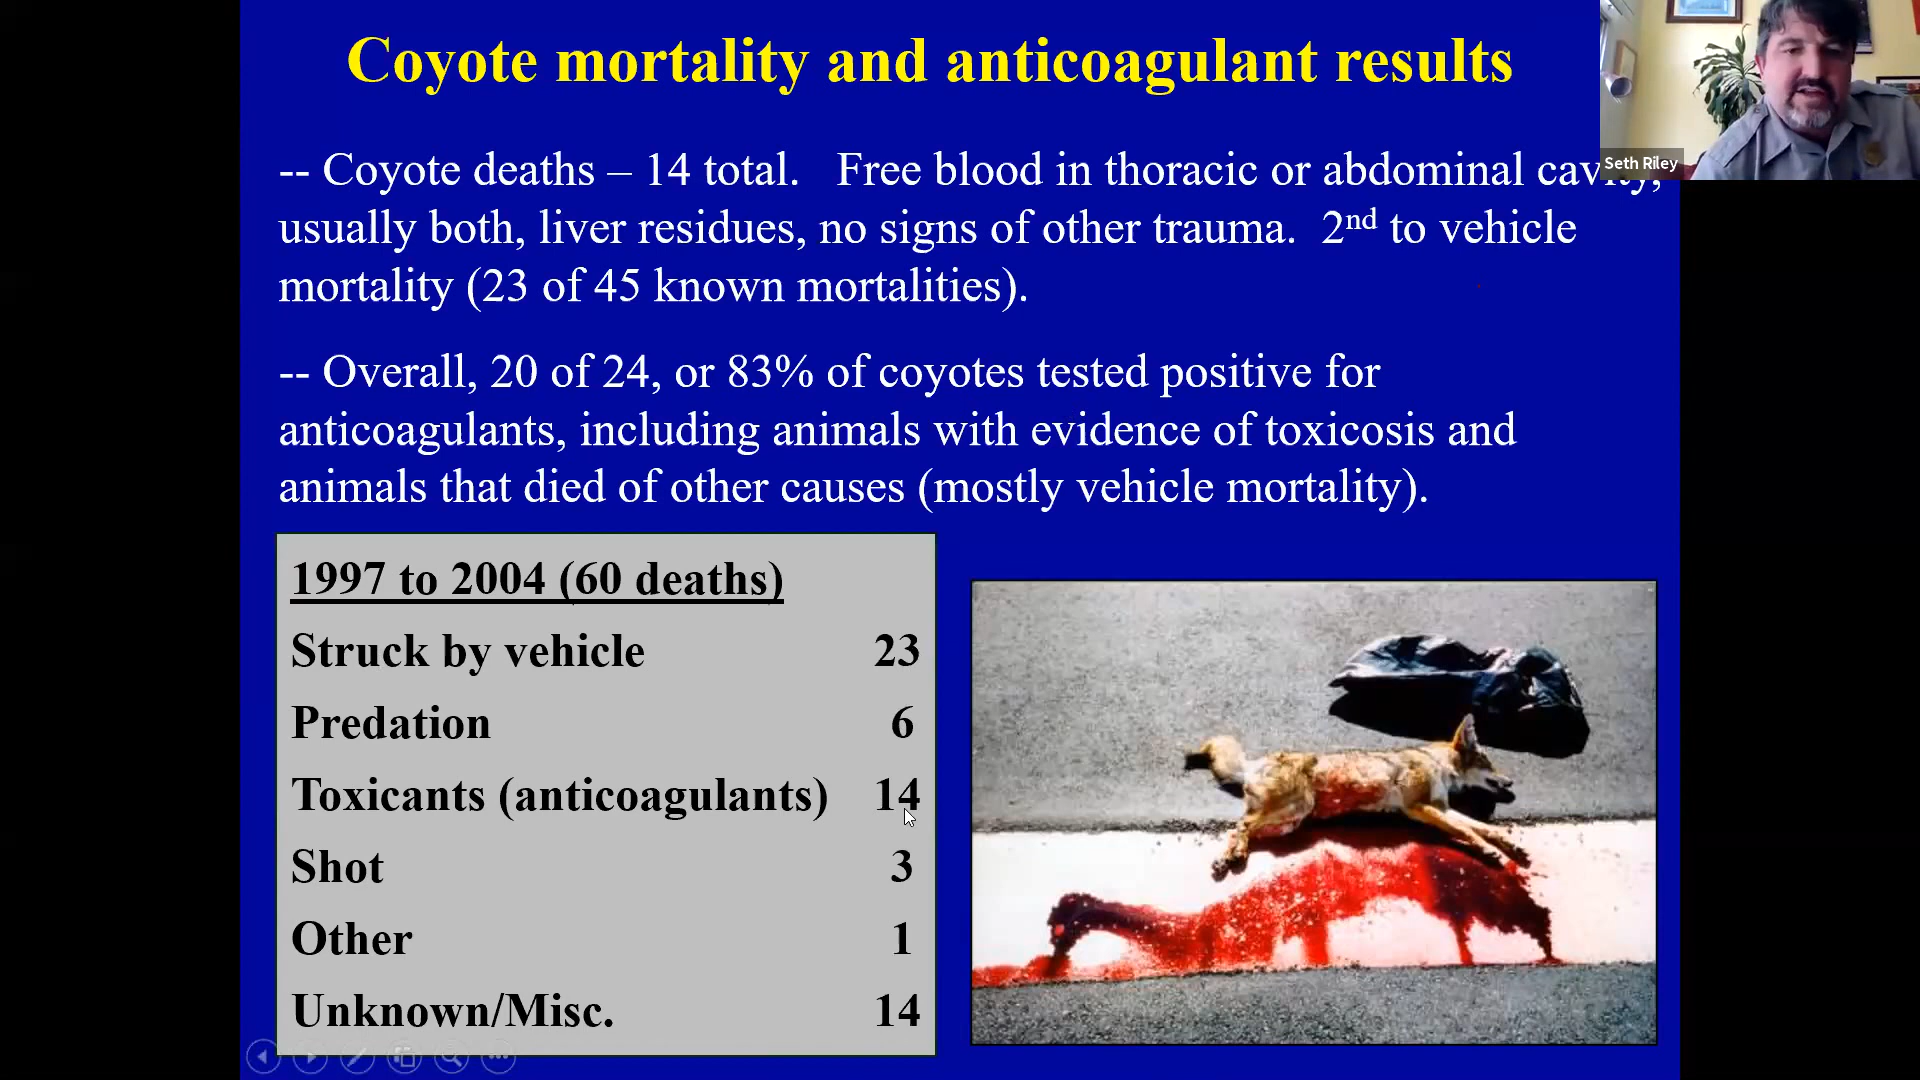 Coyote mortality and anticoagulant results
Seth Riley
-- Coyote deaths – 14 total. Free blood in thoracic or abdominal cavity,
usually both, liver residues, no signs of other trauma. 2nd to vehicle
mortality (23 of 45 known mortalities).
-- Overall, 20 of 24, or 83% of coyotes tested positive for
anticoagulants, including animals with evidence of toxicosis and
animals that died of other causes (mostly vehicle mortality).
1997 to 2004 (60 deaths)
Struck by vehicle 23
Predation 6
Toxicants (anticoagulants) 14
Shot 3
Other 1
Unknown/Misc. 14